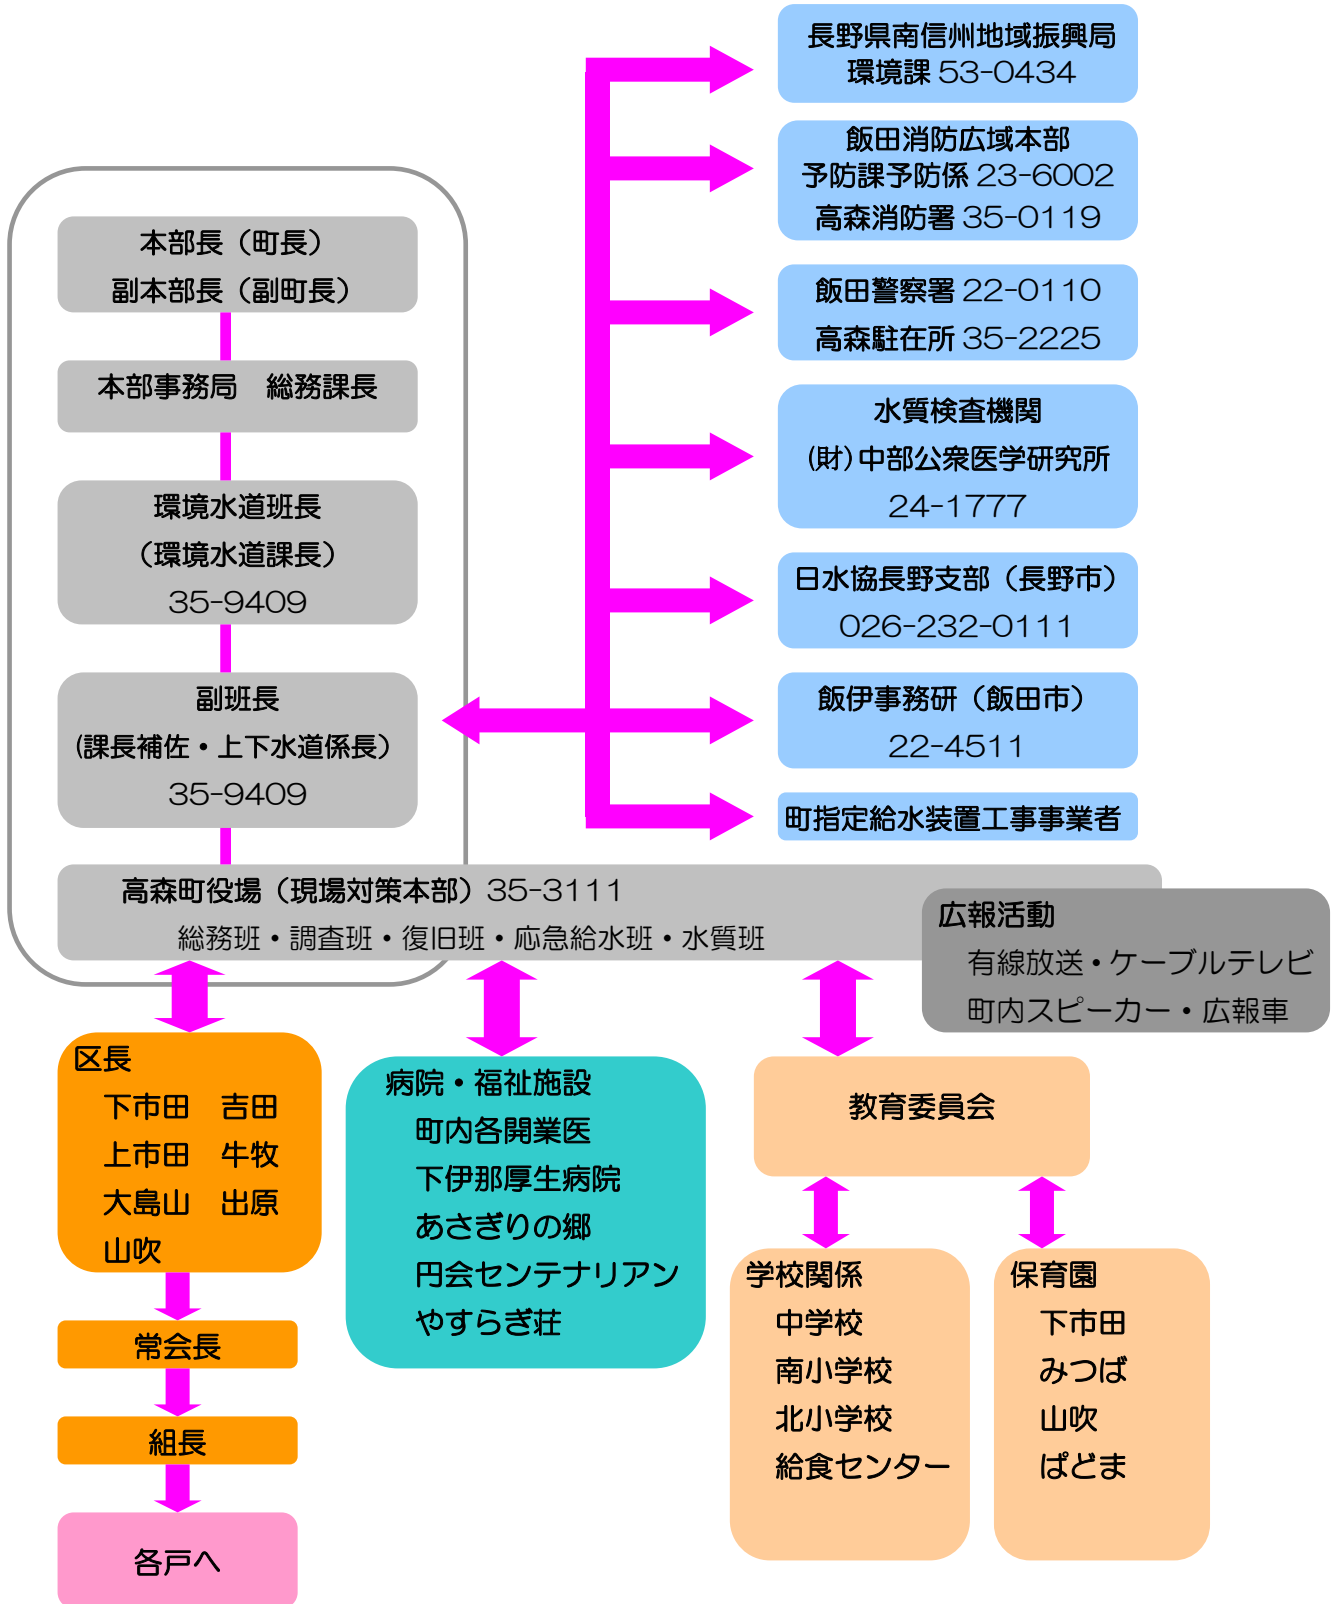 長野県南信州地域振興局
環境課 53-0434
飯田消防広域本部
予防課予防係 23-6002
高森消防署 35-0119
飯田警察署 22-0110
高森駐在所 35-2225
水質検査機関
(財)中部公衆医学研究所
24-1777
日水協長野支部（長野市）
026-232-0111
飯伊事務研（飯田市）
22-4511
町指定給水装置工事事業者
本部長（町長）
副本部長（副町長）
本部事務局　総務課長
環境水道班長
（環境水道課長）
35-9409
副班長
(課長補佐・上下水道係長）
35-9409
高森町役場（現場対策本部）35-3111
総務班・調査班・復旧班・応急給水班・水質班
広報活動
有線放送・ケーブルテレビ
町内スピーカー・広報車
区長
下市田　吉田
上市田　牛牧
大島山　出原
山吹
常会長
組長
各戸へ
病院・福祉施設
町内各開業医
下伊那厚生病院
あさぎりの郷
円会センテナリアン
やすらぎ荘
教育委員会
学校関係
中学校
南小学校
北小学校
給食センター
保育園
下市田
みつば
山吹
ぱどま